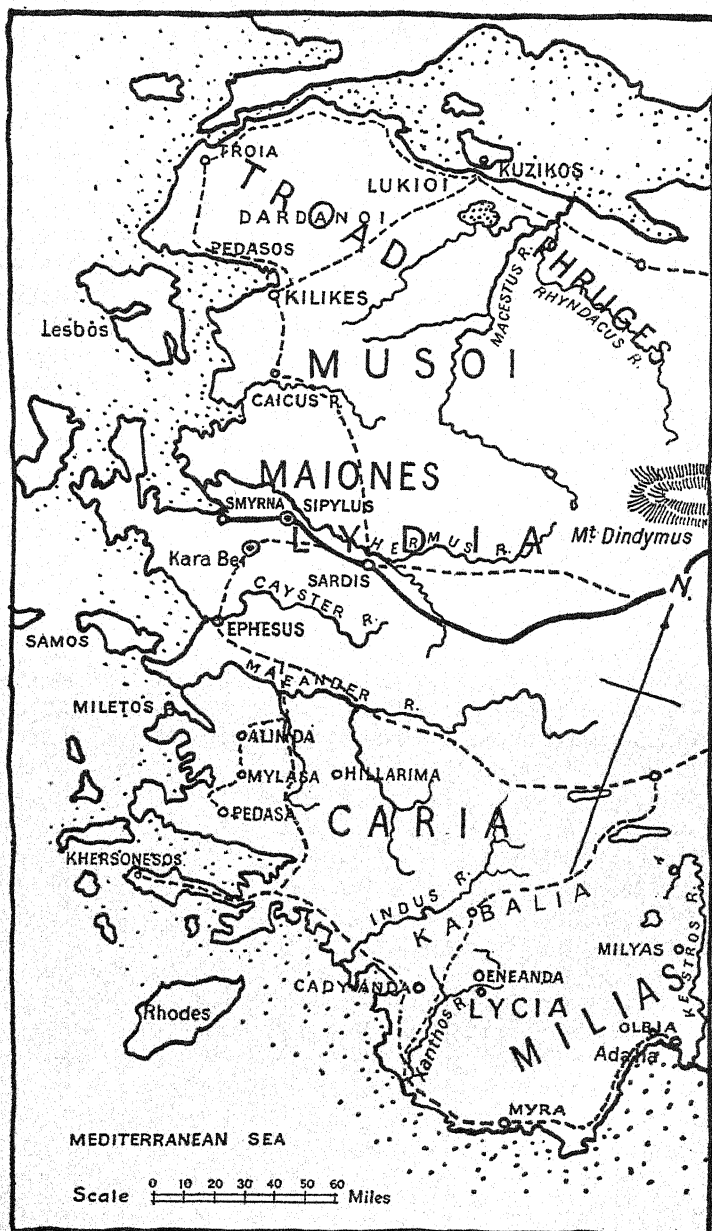 TROIA
KUZIKOS
LUKIOI
TROAD
DARDANOI
PEDASOS
PHRUGES
KILIKES
MACESTUS R.
RHYNDACUS R.
Lesbos
MUSOI
CAICUS R.
MAIONES
SMYRNA
SIPYLUS
LYDIA
HERMUS R.
Mt. Dindymus
Kara Bel
SARDIS
N.
CAYSTER R.
EPHESUS
SAMOS
MAEANDER R.
MILETOS
ALINDA
MYLASA
HILLARIMA
PEDASA
CARIA
KHERSONESOS
INDUS R.
KABALIA
KESTROS R.
MILYAS
CADYANDA
OENEANDA
LYCIA
MILIAS
Rhodes
Xanthos R.
OLBIA
Adalia
MYRA
MEDITERRANEAN SEA
Scale 0 10 20 30 40 50 60 Miles